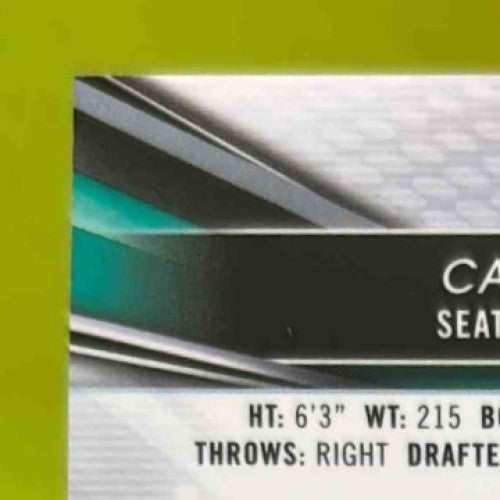 CA
SEAT
HT: 6'3" WT: 215 B
THROWS: RIGHT DRAFTE